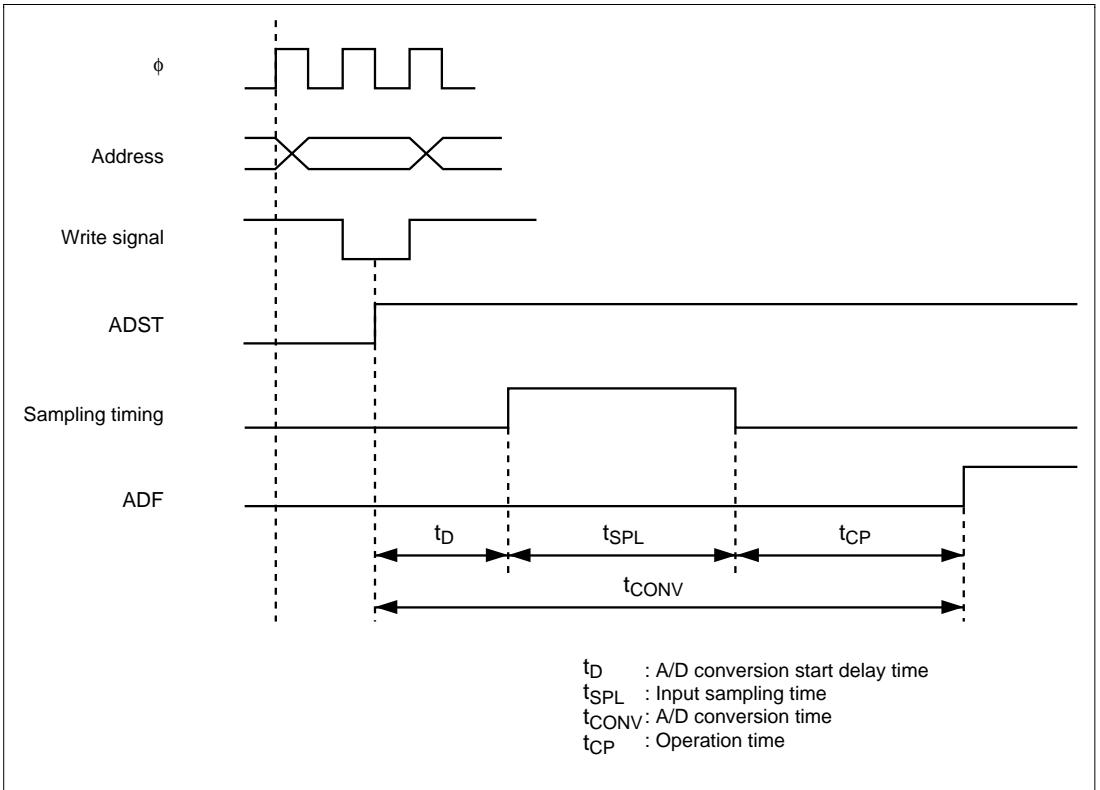 ϕ
Address
Write signal
ADST
Sampling timing
ADF
tD tSPL tCP
tCONV
tD : A/D conversion start delay time
tSPL : Input sampling time
tCONV : A/D conversion time
tCP : Operation time